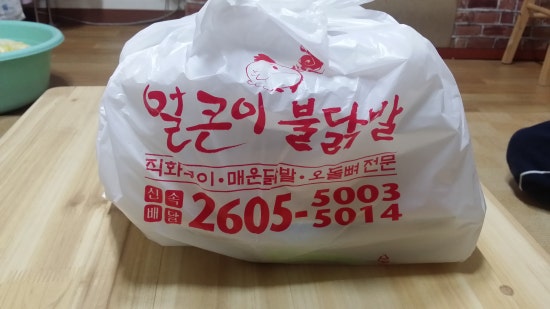 얼큰이 불닭발
직화구이·매운닭발·오돌뼈 전문
신속배달 2605-5003
5014